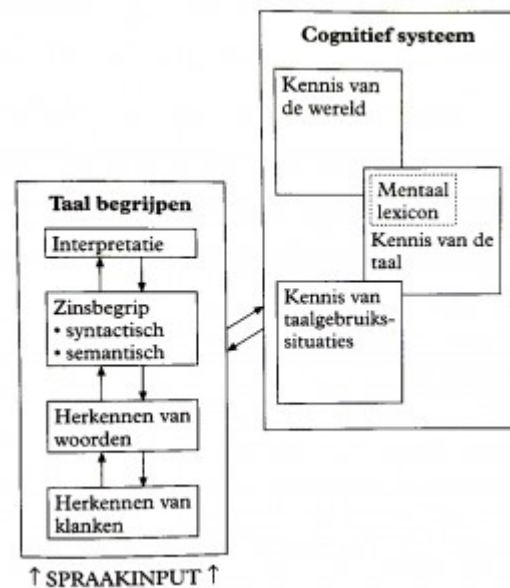 Cognitief systeem
Kennis van
de wereld
Mentaal
lexicon
Kennis van de
taal
Kennis van
taalgebruiks-
situaties
Taal begrijpen
Interpretatie
Zinsbegrip
• syntactisch
• semantisch
Herkennen van
woorden
Herkennen van
klanken
↑ SPRAAKINPUT ↑